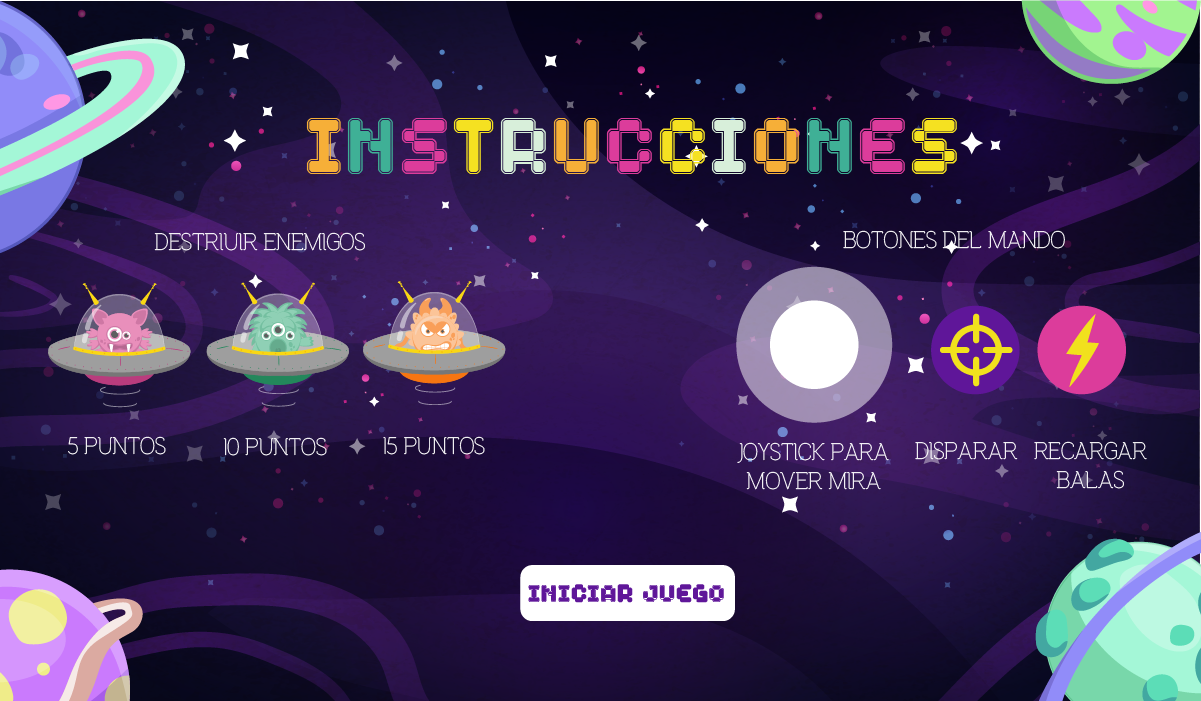 INSTRUCCIONES
DESTRIUIR ENEMIGOS
5 PUNTOS
10 PUNTOS
15 PUNTOS
BOTONES DEL MANDO
JOYSTICK PARA
MOVER MIRA
DISPARAR
RECARGAR
BALAS
INICIAR JUEGO